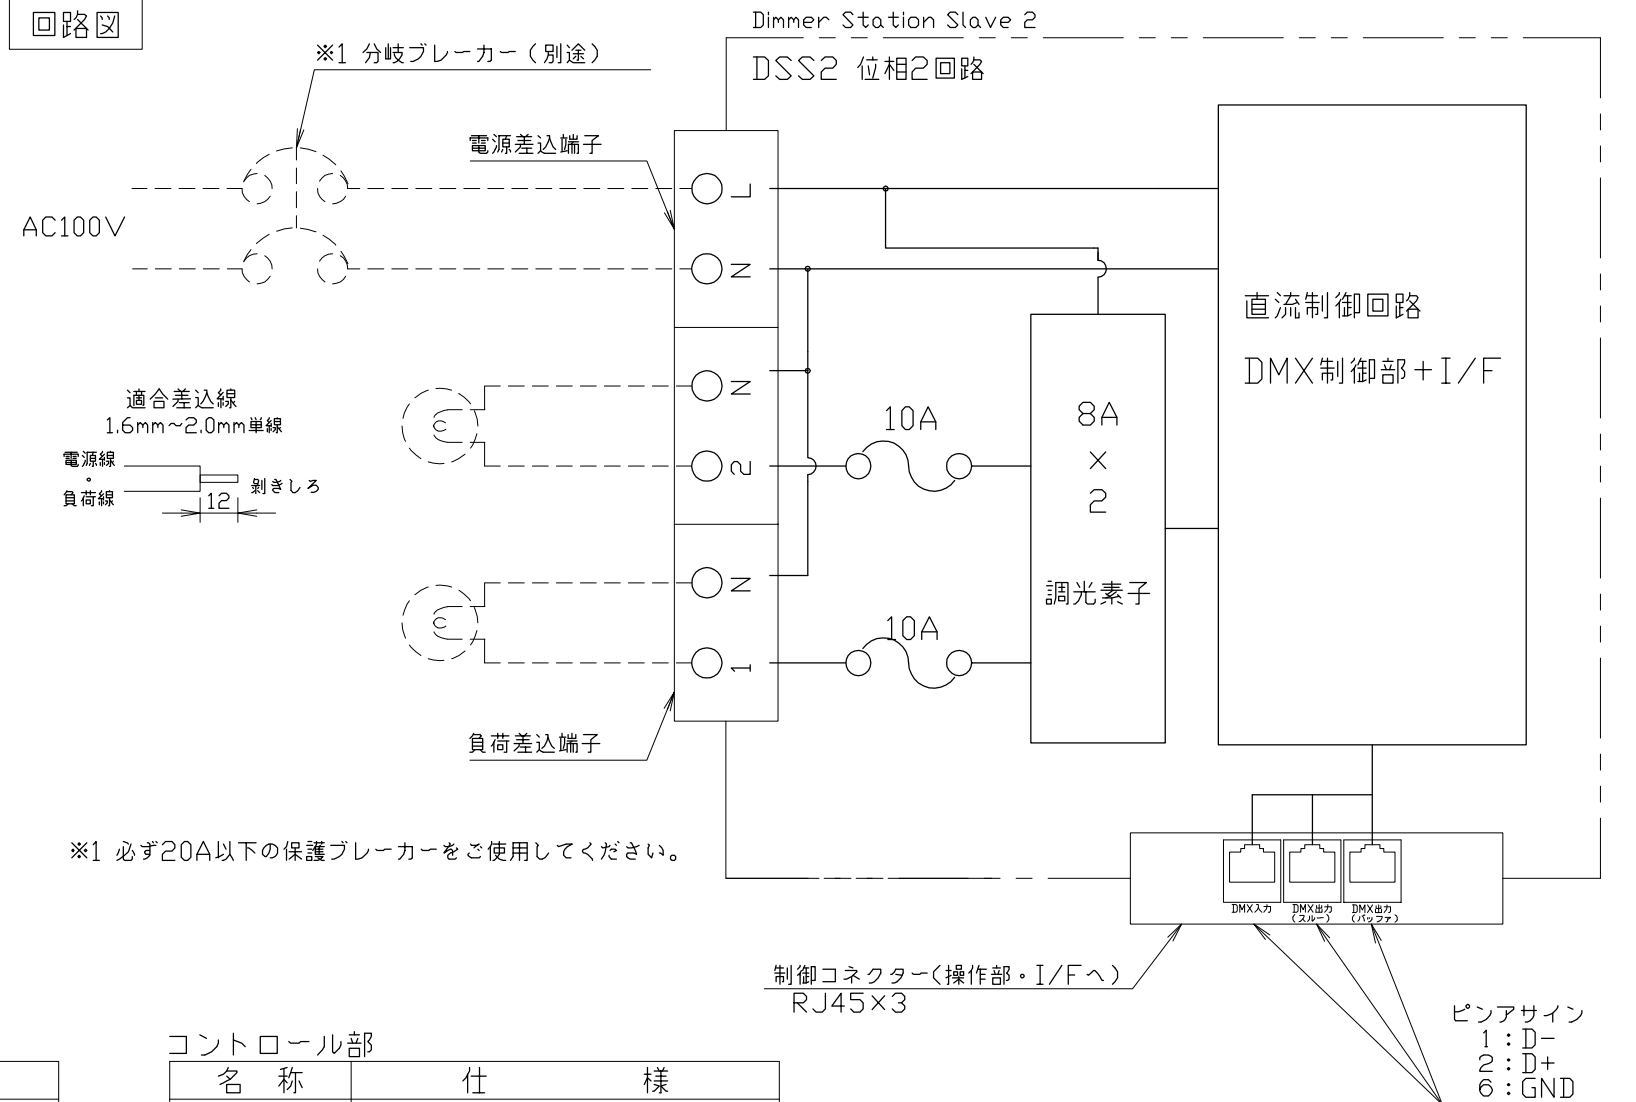 回路図
Dimmer Station Slave 2
DSS2 位相2回路
※1 分岐ブレーカー(別途)
電源差込端子
L
AC100V
N
直流制御回路
DMX制御部+I/F
N
適合差込線
1.6mm~2.0mm単線
電源線
・
負荷線
剥きしろ
12
2
10A
8A
×
2
調光素子
N
10A
1
負荷差込端子
※1 必ず20A以下の保護ブレーカーをご使用してください。
DMX入力
DMX出力
(スルー)
DMX出力
(バッファ)
制御コネクター(操作部・I/Fへ)
RJ45×3
ピンアサイン
1:D-
2:D+
6:GND
コントロール部
名 称
仕 様